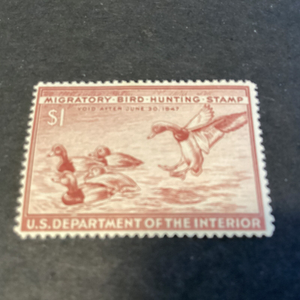 MIGRATORY·BIRD·HUNTING·STAMP
VOID AFTER JUNE 30, 1947
$1
U.S. DEPARTMENT OF THE INTERIOR